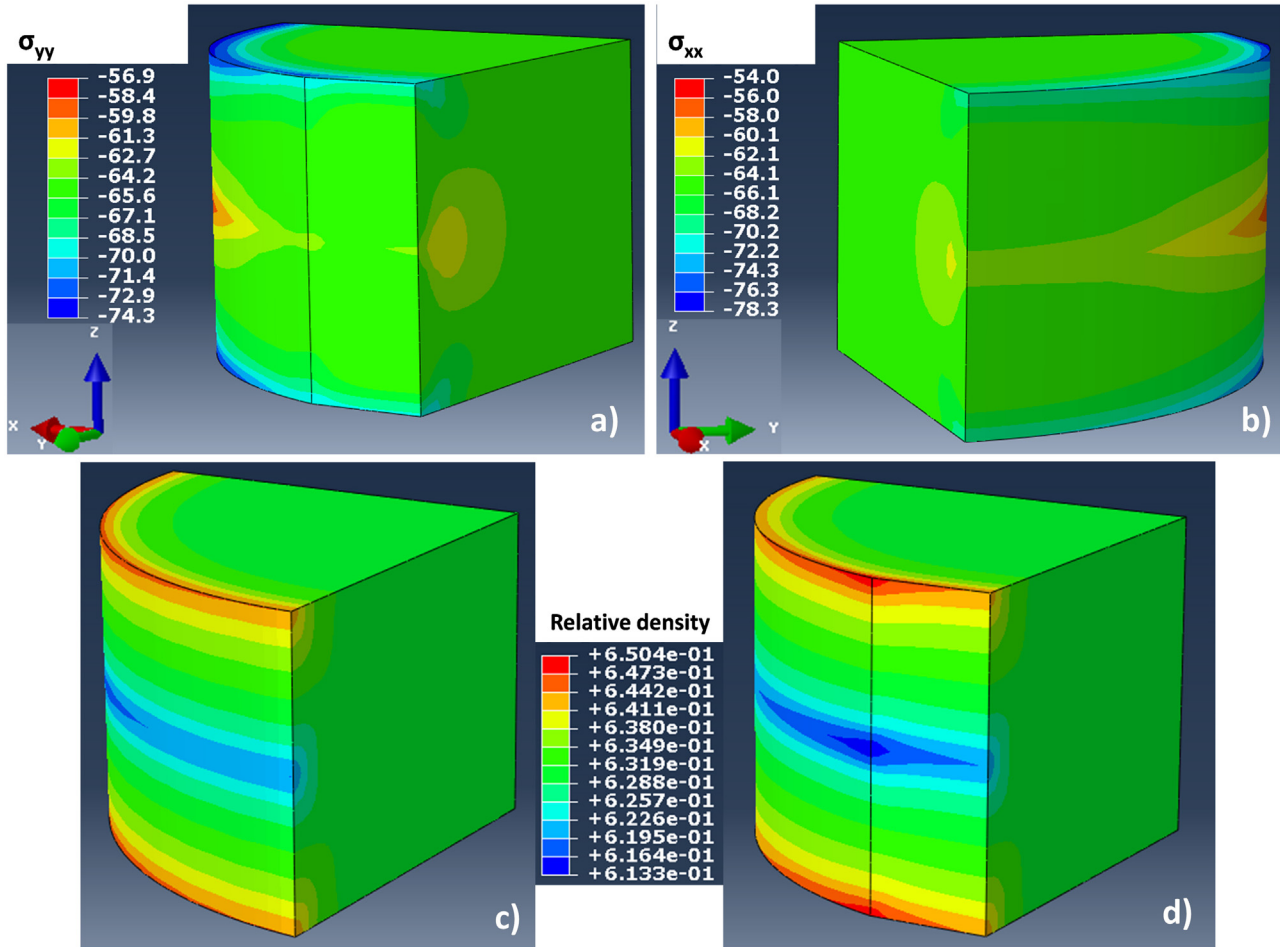 σyy
-56.9
-58.4
-59.8
-61.3
-62.7
-64.2
-65.6
-67.1
-68.5
-70.0
-71.4
-72.9
-74.3
Z
X
Y
a)
σxx
-54.0
-56.0
-58.0
-60.1
-62.1
-64.1
-66.1
-68.2
-70.2
-72.2
-74.3
-76.3
-78.3
Z
Y
X
b)
c)
Relative density
+6.504e-01
+6.473e-01
+6.442e-01
+6.411e-01
+6.380e-01
+6.349e-01
+6.319e-01
+6.288e-01
+6.257e-01
+6.226e-01
+6.195e-01
+6.164e-01
+6.133e-01
d)